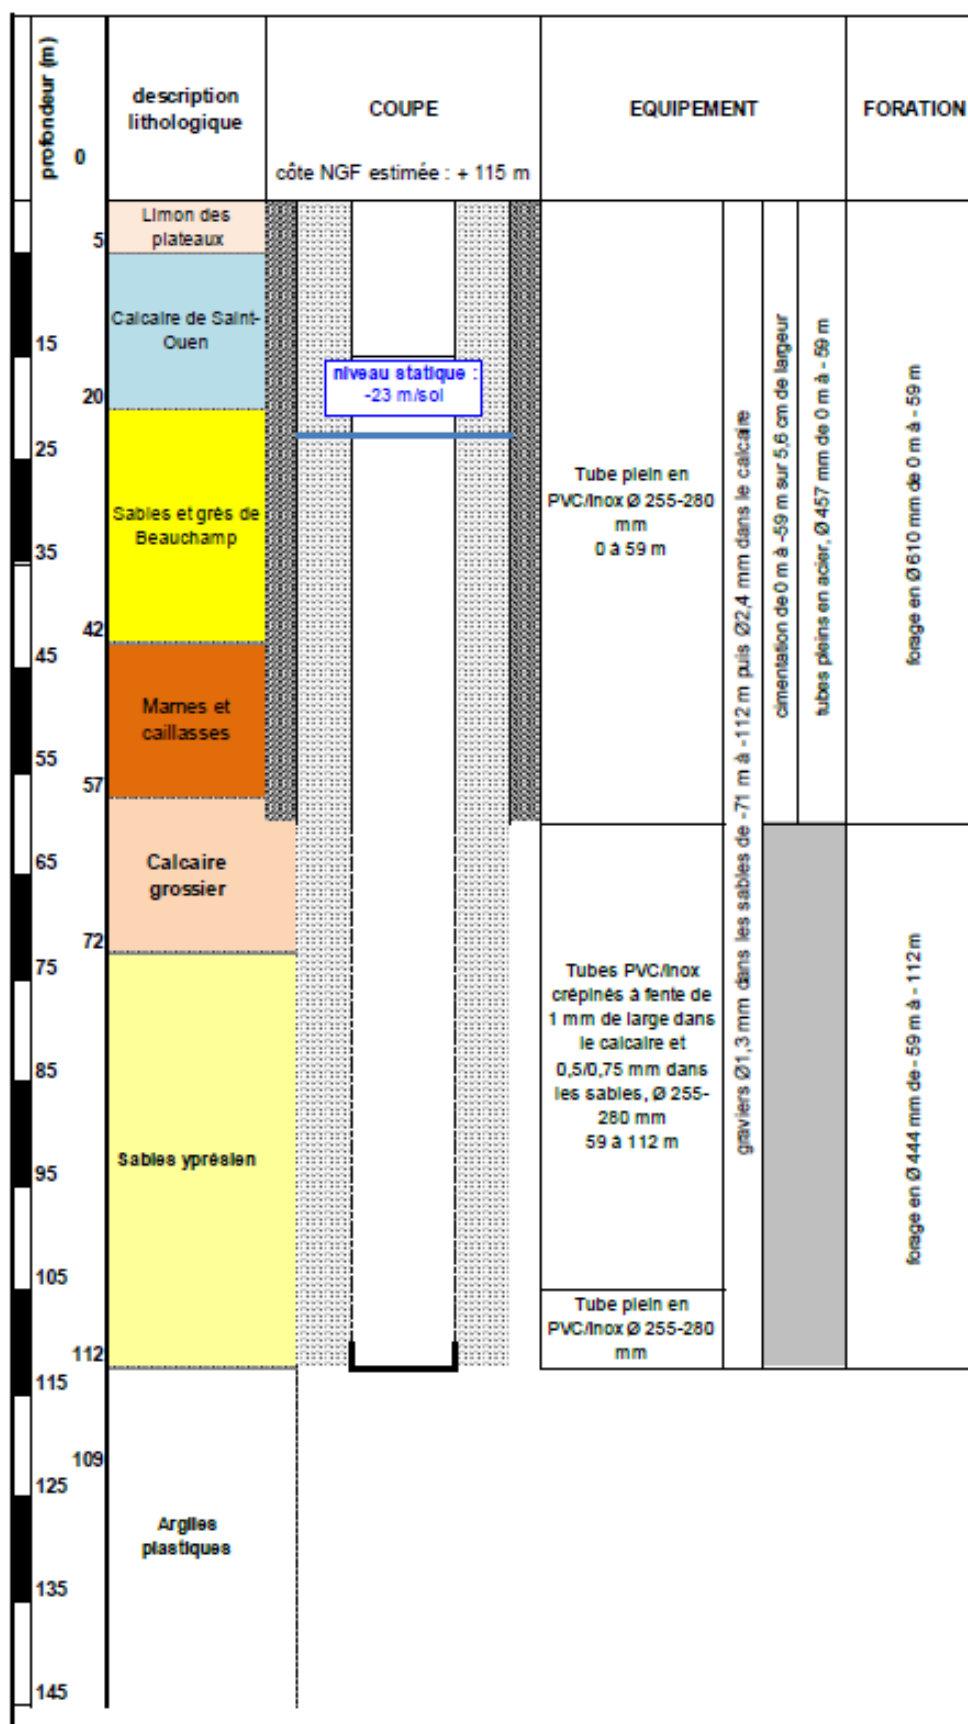 profondeur (m)
0
description
lithologique
COUPE
côte NGF estimée : + 115 m
EQUIPEMENT
FORATION
Limon des
plateaux
5
Calcaire de Saint-
Ouen
15
20
niveau statique :
-23 m/sol
25
Sables et grès de
Beauchamp
35
42
45
Marnes et
caillasses
55
57
Calcaire
grossier
65
72
75
Sables yprésien
85
95
105
112
115
109
125
Argiles
plastiques
135
145
Tube plein en
PVC/Inox Ø 255-280
mm
0 à 59 m
Tubes PVC/Inox
crépinés à fente de
1 mm de large dans
le calcaire et
0,5/0,75 mm dans
les sables, Ø 255-
280 mm
59 à 112 m
Tube plein en
PVC/Inox Ø 255-280
mm
graviers Ø1,3 mm dans les sables de -71 m à -112 m puis Ø2,4 mm dans le calcaire
cimentation de 0 m à -59 m sur 5,6 cm de largeur
tubes pleins en acier, Ø 457 mm de 0 m à - 59 m
forage en Ø 610 mm de 0 m à - 59 m
forage en Ø 444 mm de - 59 m à - 112 m